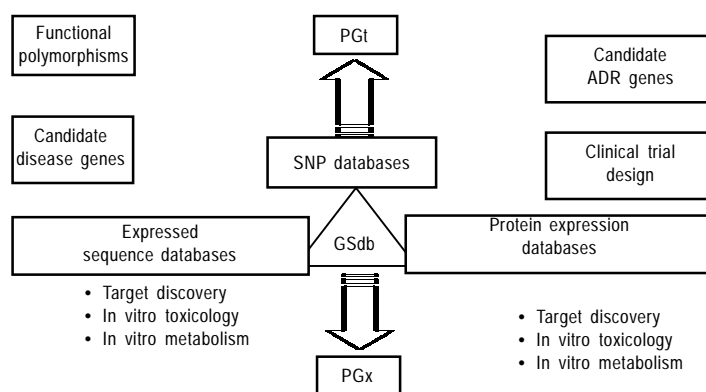 Functional
polymorphisms
PGt
Candidate
ADR genes
Candidate
disease genes
SNP databases
Clinical trial
design
Expressed
sequence databases
GSdb
Protein expression
databases
• Target discovery
• In vitro toxicology
• In vitro metabolism
• Target discovery
• In vitro toxicology
• In vitro metabolism
PGx